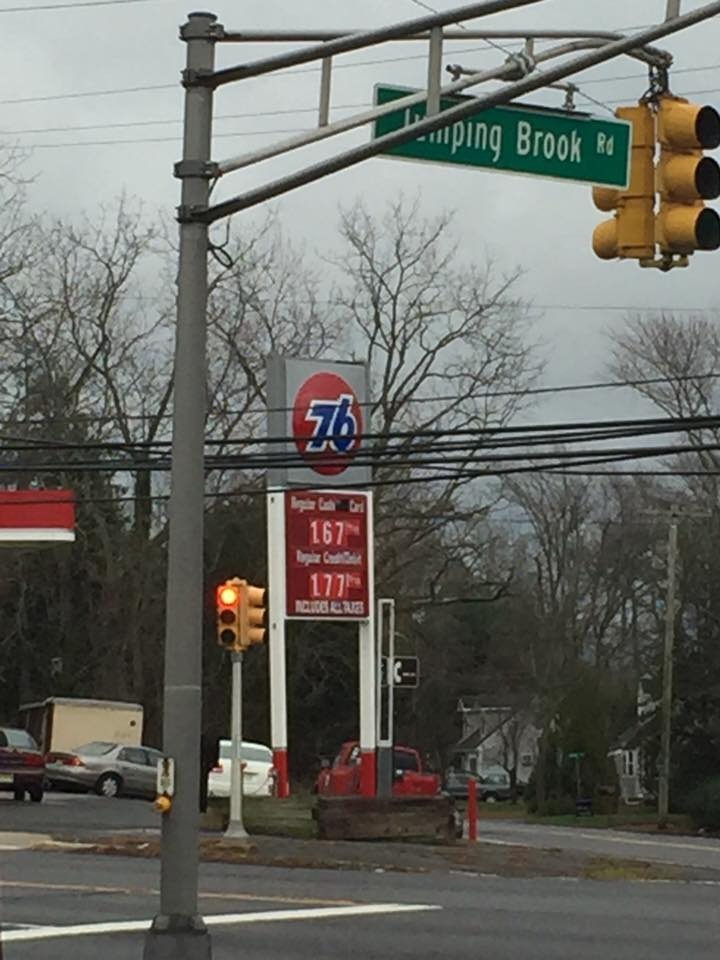 Jumping Brook Rd
76
Regular Cash Card
1.67
Regular Credit/Debit
1.77
INCLUDES ALL TAXES
C